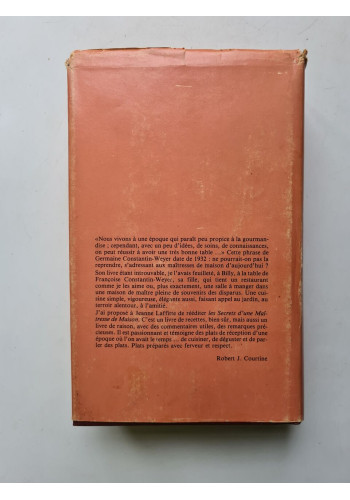 «Nous vivons à une époque qui paraît peu propice à la gourman-
dise ; cependant, avec un peu d'idées, de soins, de connaissances,
on peut réussir à avoir une très bonne table ... » Cette phrase de
Germaine Constantin-Weyer date de 1932 : ne pourrait-on pas la
reprendre, s'adressant aux maîtresses de maison d'aujourd'hui ?
Son livre étant introuvable, je l'avais feuilleté, à Billy, à la table de
Françoise Constantin-Weyer, sa fille, qui tient un restaurant
comme je les aime ou, plus exactement, une salle à manger dans
une maison de maître pleine de souvenirs des disparus. Une cui-
sine simple, vigoureuse, élégante aussi, faisant appel au jardin, au
terroir alentour, à l'amitié.
J'ai proposé à Jeanne Laffitte de rééditer les Secrets d'une Maî-
tresse de Maison. C'est un livre de recettes, bien sûr, mais aussi un
livre de raison, avec des commentaires utiles, des remarques pré-
cieuses. Il est passionnant et témoigne des plats de réception d'une
époque où l'on avait le temps ... de cuisiner, de déguster et de par-
ler des plats. Plats préparés avec ferveur et respect.
Robert J. Courtine